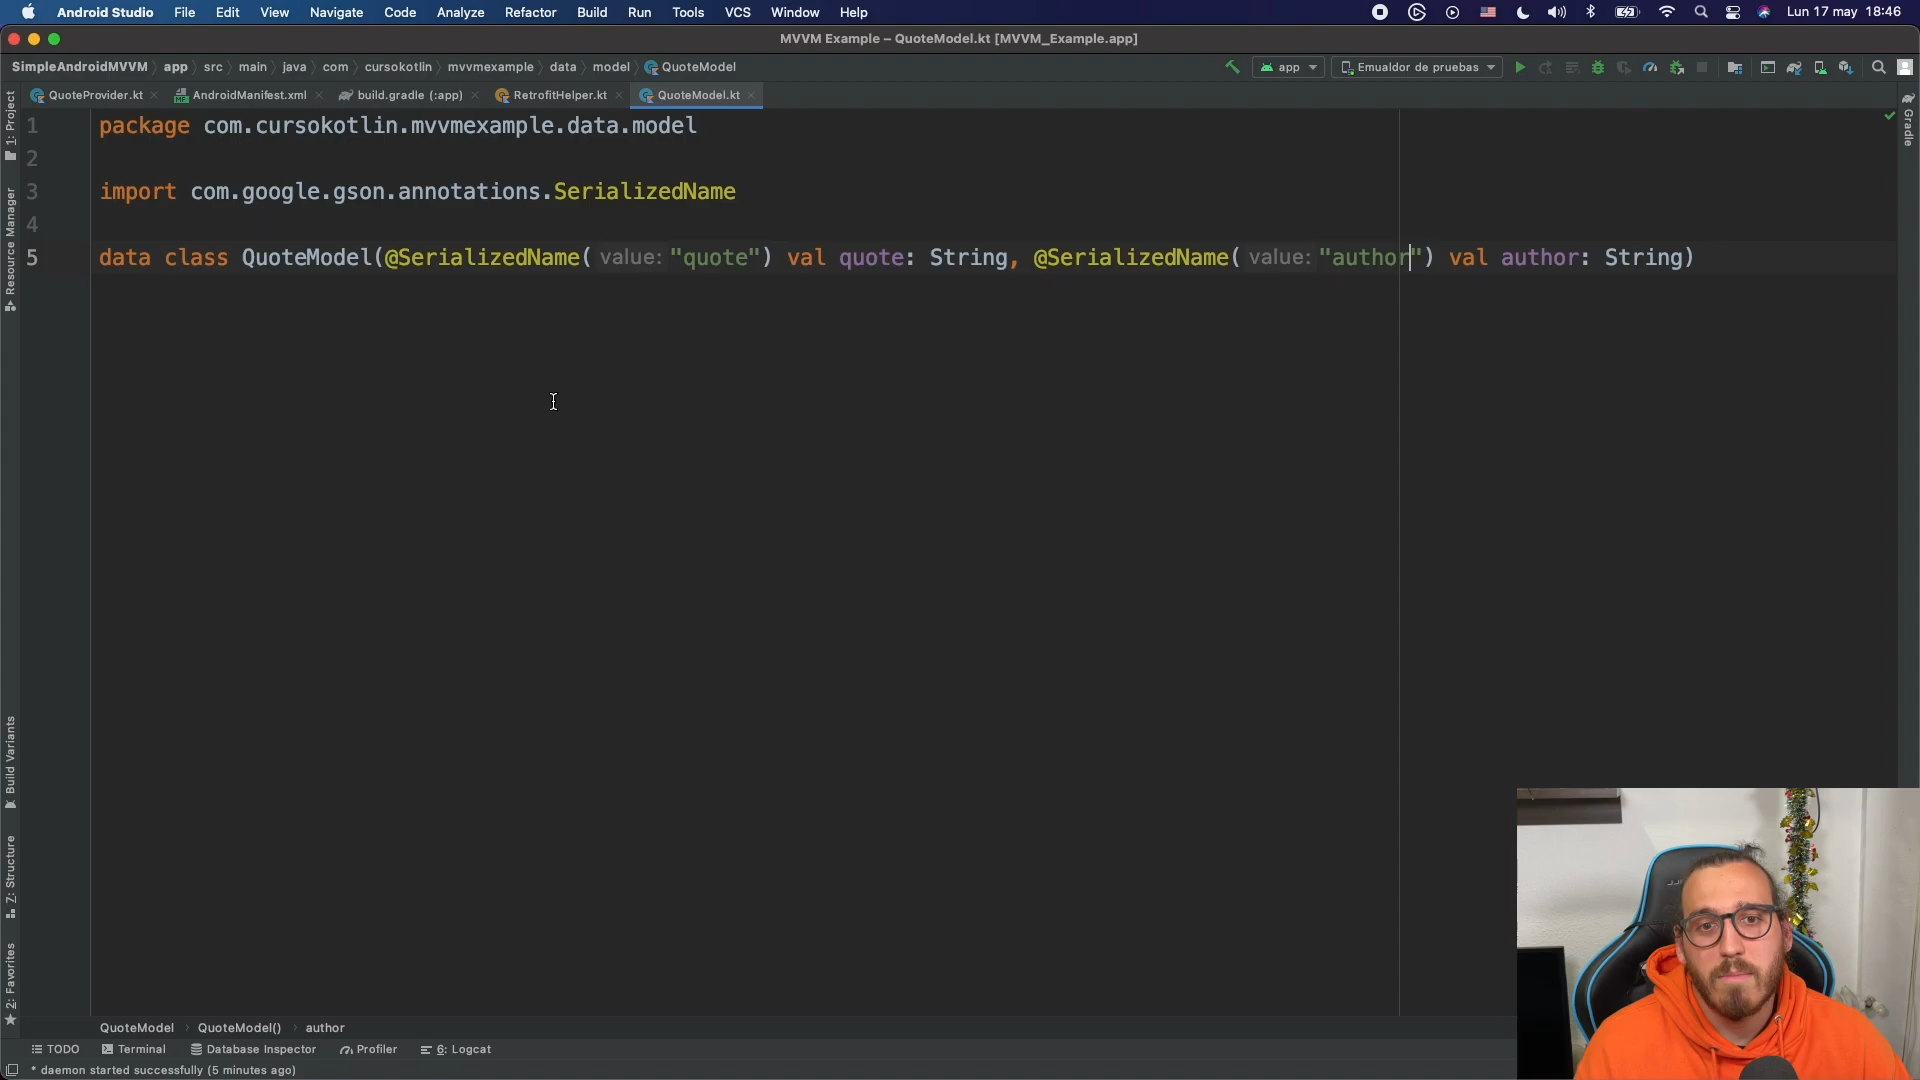 Android Studio File Edit View Navigate Code Analyze Refactor Build Run Tools VCS Window Help Lun 17 may 18:46
MVVM Example – QuoteModel.kt [MVVM_Example.app]
SimpleAndroidMVVM app src main java com cursokotlin mvvmexample data model QuoteModel app Emualdor de pruebas
QuoteProvider.kt AndroidManifest.xml build.gradle (:app) RetrofitHelper.kt QuoteModel.kt
1: Project
Resource Manager
Build Variants
Z: Structure
2: Favorites
Gradle
1 package com.cursokotlin.mvvmexample.data.model
2
3 import com.google.gson.annotations.SerializedName
4
5 data class QuoteModel(@SerializedName( value: "quote") val quote: String, @SerializedName( value: "author") val author: String)
QuoteModel QuoteModel() author
TODO Terminal Database Inspector Profiler 6: Logcat
* daemon started successfully (5 minutes ago)